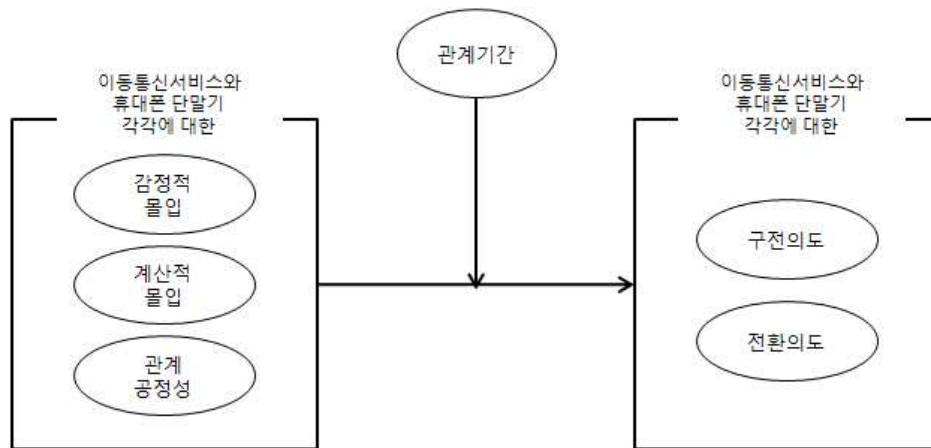 관계기간
이동통신서비스와
휴대폰 단말기
각각에 대한
감정적
몰입
계산적
몰입
관계
공정성
이동통신서비스와
휴대폰 단말기
각각에 대한
구전의도
전환의도